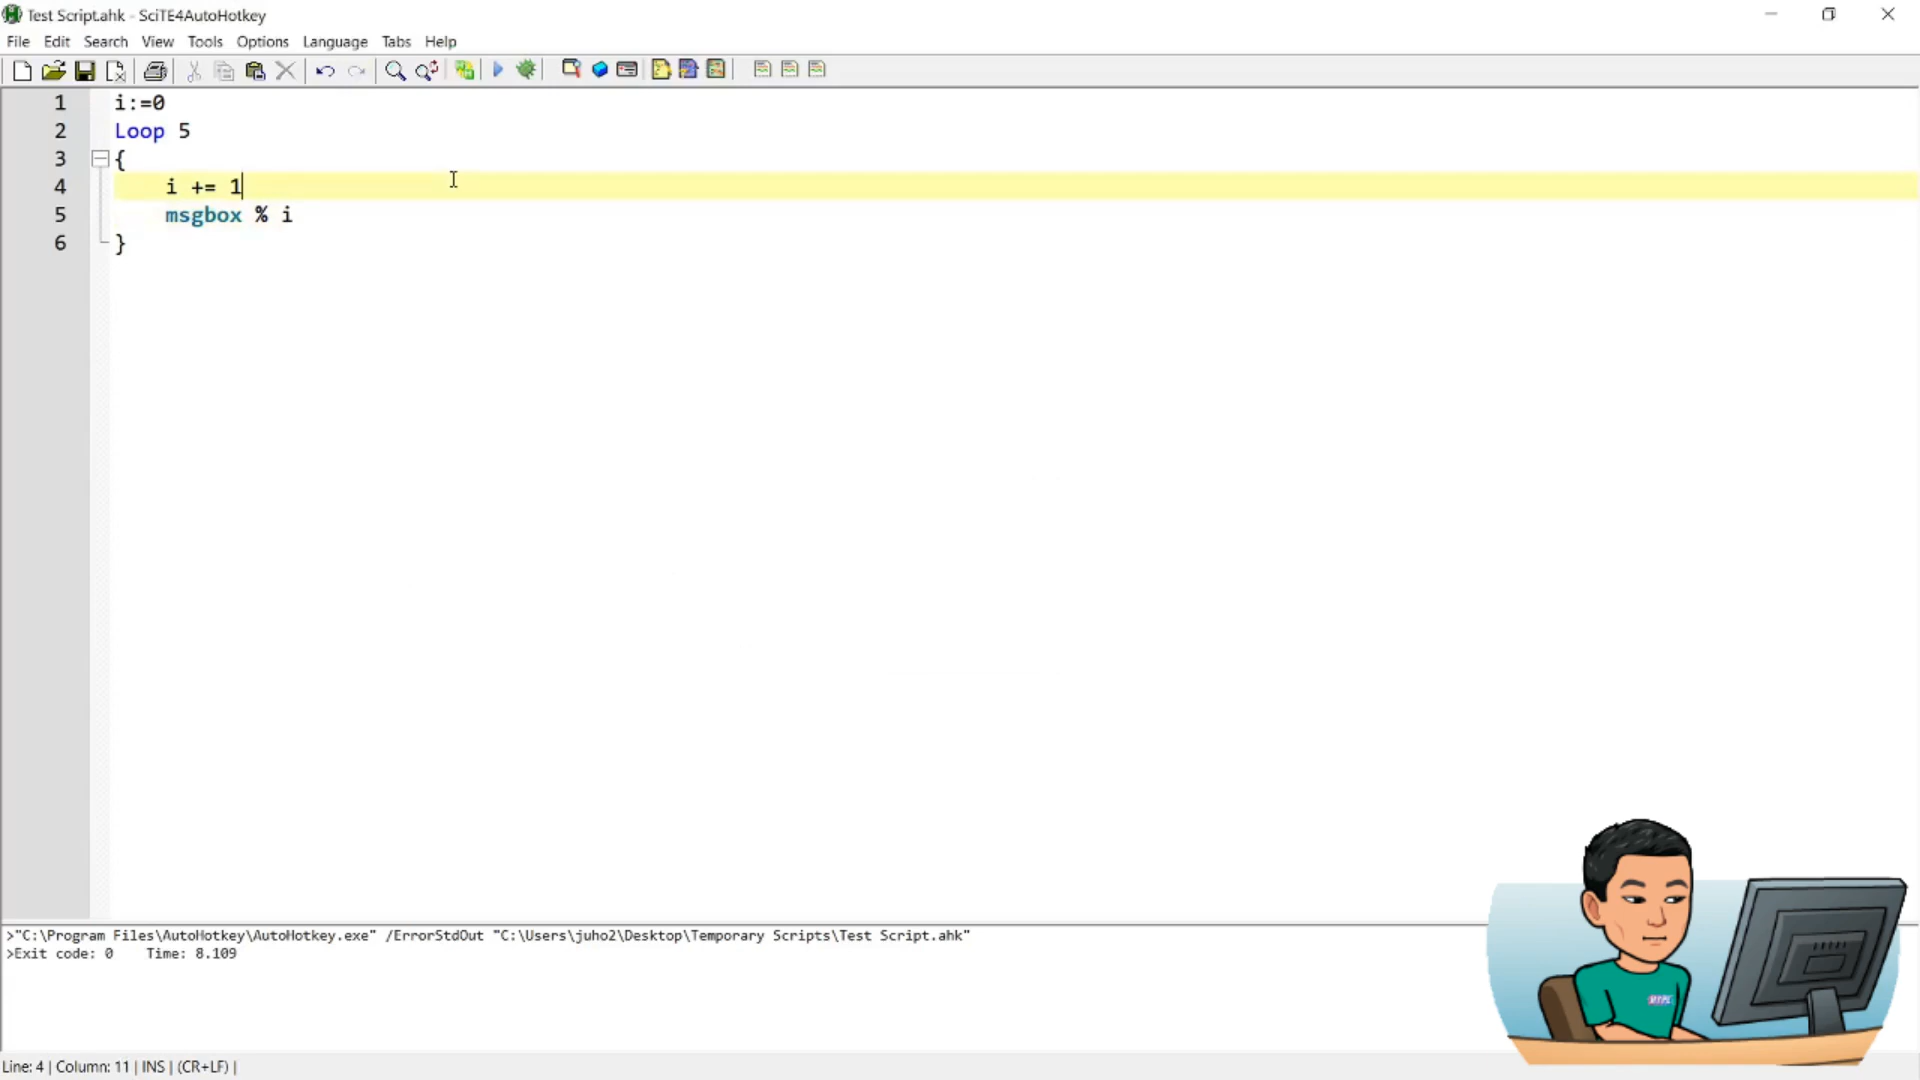 Test Script.ahk - SciTE4AutoHotkey
File Edit Search View Tools Options Language Tabs Help
1 i:=0
2 Loop 5
3 {
4 i += 1
5 msgbox % i
6 }
>"C:\Program Files\AutoHotkey\AutoHotkey.exe" /ErrorStdOut "C:\Users\juho2\Desktop\Temporary Scripts\Test Script.ahk"
>Exit code: 0 Time: 8.109
Line: 4 | Column: 11 | INS | (CR+LF) |